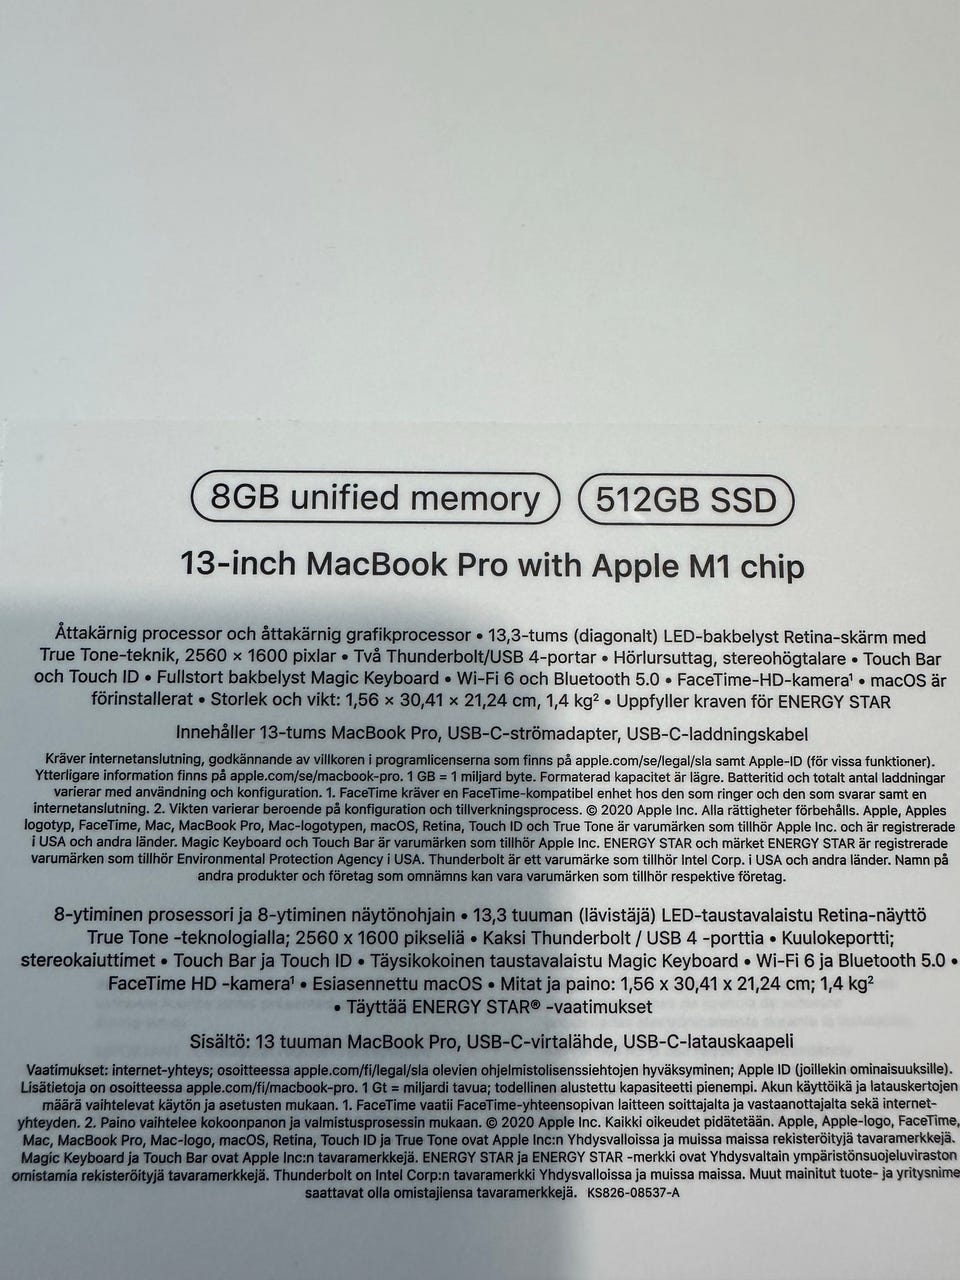 8GB unified memory 512GB SSD
13-inch MacBook Pro with Apple M1 chip
Åttakärnig processor och åttakärnig grafikprocessor • 13,3-tums (diagonalt) LED-bakbelyst Retina-skärm med
True Tone-teknik, 2560 × 1600 pixlar • Två Thunderbolt/USB 4-portar • Hörlursuttag, stereohögtalare • Touch Bar
och Touch ID • Fullstort bakbelyst Magic Keyboard • Wi-Fi 6 och Bluetooth 5.0 • FaceTime-HD-kamera¹ • macOS är
förinstallerat • Storlek och vikt: 1,56 × 30,41 × 21,24 cm, 1,4 kg² • Uppfyller kraven för ENERGY STAR
Innehåller 13-tums MacBook Pro, USB-C-strömadapter, USB-C-laddningskabel
Kräver internetanslutning, godkännande av villkoren i programlicenserna som finns på apple.com/se/legal/sla samt Apple-ID (för vissa funktioner).
Ytterligare information finns på apple.com/se/macbook-pro. 1 GB = 1 miljard byte. Formaterad kapacitet är lägre. Batteritid och totalt antal laddningar
varierar med användning och konfiguration. 1. FaceTime kräver en FaceTime-kompatibel enhet hos den som ringer och den som svarar samt en
internetanslutning. 2. Vikten varierar beroende på konfiguration och tillverkningsprocess. © 2020 Apple Inc. Alla rättigheter förbehålls. Apple, Apples
logotyp, FaceTime, Mac, MacBook Pro, Mac-logotypen, macOS, Retina, Touch ID och True Tone är varumärken som tillhör Apple Inc. och är registrerade
i USA och andra länder. Magic Keyboard och Touch Bar är varumärken som tillhör Apple Inc. ENERGY STAR och märket ENERGY STAR är registrerade
varumärken som tillhör Environmental Protection Agency i USA. Thunderbolt är ett varumärke som tillhör Intel Corp. i USA och andra länder. Namn på
andra produkter och företag som omnämns kan vara varumärken som tillhör respektive företag.
8-ytiminen prosessori ja 8-ytiminen näytönohjain • 13,3 tuuman (lävistäjä) LED-taustavalaistu Retina-näyttö
True Tone -teknologialla; 2560 x 1600 pikseliä • Kaksi Thunderbolt / USB 4 -porttia • Kuulokeportti;
stereokaiuttimet • Touch Bar ja Touch ID • Täysikokoinen taustavalaistu Magic Keyboard • Wi-Fi 6 ja Bluetooth 5.0 •
FaceTime HD -kamera¹ • Esiasennettu macOS • Mitat ja paino: 1,56 x 30,41 x 21,24 cm; 1,4 kg²
• Täyttää ENERGY STAR® -vaatimukset
Sisältö: 13 tuuman MacBook Pro, USB-C-virtalähde, USB-C-latauskaapeli
Vaatimukset: internet-yhteys; osoitteessa apple.com/fi/legal/sla olevien ohjelmistolisenssiehtojen hyväksyminen; Apple ID (joillekin ominaisuuksille).
Lisätietoja on osoitteessa apple.com/fi/macbook-pro. 1 Gt = miljardi tavua; todellinen alustettu kapasiteetti pienempi. Akun käyttöikä ja latauskertojen
määrä vaihtelevat käytön ja asetusten mukaan. 1. FaceTime vaatii FaceTime-yhteensopivan laitteen soittajalta ja vastaanottajalta sekä internet-
yhteyden. 2. Paino vaihtelee kokoonpanon ja valmistusprosessin mukaan. © 2020 Apple Inc. Kaikki oikeudet pidätetään. Apple, Apple-logo, FaceTime,
Mac, MacBook Pro, Mac-logo, macOS, Retina, Touch ID ja True Tone ovat Apple Inc:n Yhdysvalloissa ja muissa maissa rekisteröityjä tavaramerkkejä.
Magic Keyboard ja Touch Bar ovat Apple Inc:n tavaramerkkejä. ENERGY STAR ja ENERGY STAR -merkki ovat Yhdysvaltain ympäristönsuojeluviraston
omistamia rekisteröityjä tavaramerkkejä. Thunderbolt on Intel Corp:n tavaramerkki Yhdysvalloissa ja muissa maissa. Muut mainitut tuote- ja yritysnime
saattavat olla omistajiensa tavaramerkkejä. KS826-08537-A